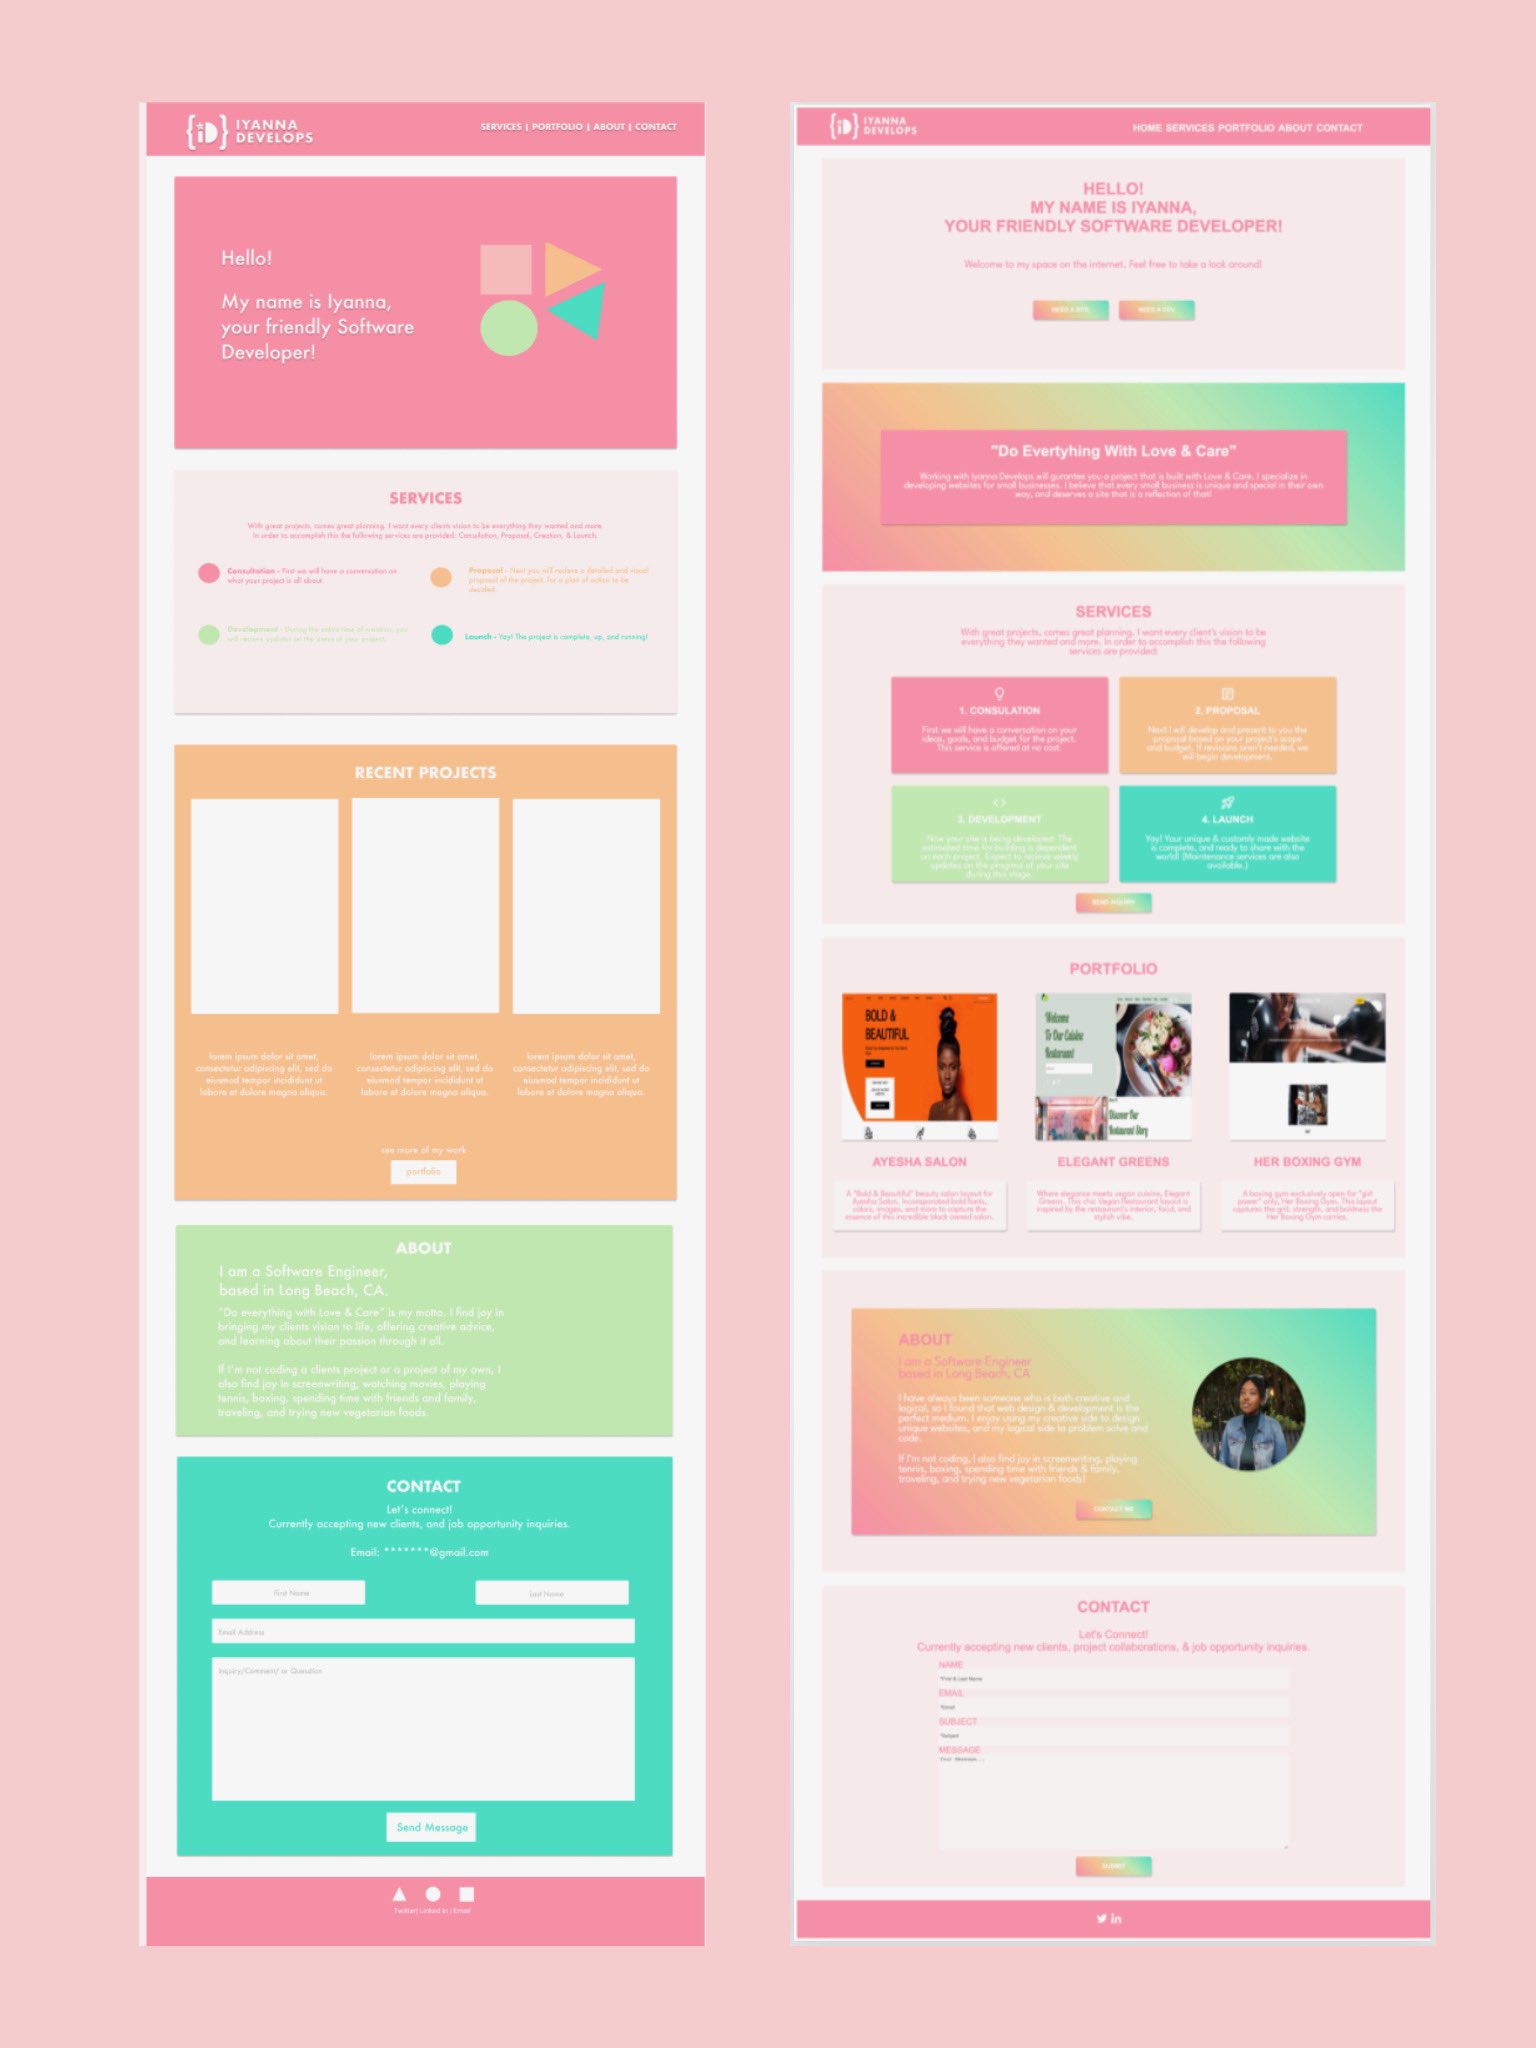 IYANNA
DEVELOPS
SERVICES | PORTFOLIO | ABOUT | CONTACT
Hello!
My name is Iyanna,
your friendly Software
Developer!
SERVICES
With great projects, comes great planning. I want every clients vision to be everything they wanted and more.
In order to accomplish this the following services are provided: Consulation, Proposal, Creation, & Launch.
Consultation - First we will have a conversation on
what your project is all about.
Proposal - Next you will recieve a detailed and visual
proposal of the project, for a plan of action to be
decided.
Development - During the entire time of creation, you
will receive updates on the status of your project.
Launch - Yay! The project is complete, up, and running!
RECENT PROJECTS
lorem ipsum dolor sit amet,
consectetur adipiscing elit, sed do
eiusmod tempor incididunt ut
labore et dolore magna aliqua.
lorem ipsum dolor sit amet,
consectetur adipiscing elit, sed do
eiusmod tempor incididunt ut
labore et dolore magna aliqua.
lorem ipsum dolor sit amet,
consectetur adipiscing elit, sed do
eiusmod tempor incididunt ut
labore et dolore magna aliqua.
see more of my work
portfolio
ABOUT
I am a Software Engineer,
based in Long Beach, CA.
"Do everything with Love & Care" is my motto. I find joy in
bringing my clients vision to life, offering creative advice,
and learning about their passion through it all.
If I'm not coding a clients project or a project of my own, I
also find joy in screenwriting, watching movies, playing
tennis, boxing, spending time with friends and family,
traveling, and trying new vegetarian foods.
CONTACT
Let's connect!
Currently accepting new clients, and job opportunity inquiries.
Email: *******@gmail.com
First Name
Last Name
Email Address
Inquiry/Comment/ or Quesstion
Send Message
Twitter| Linked In | Email
IYANNA
DEVELOPS
HOME SERVICES PORTFOLIO ABOUT CONTACT
HELLO!
MY NAME IS IYANNA,
YOUR FRIENDLY SOFTWARE DEVELOPER!
Welcome to my space on the internet. Feel free to take a look around!
NEED A SITE
NEED A DEV
"Do Evertyhing With Love & Care"
Working with Iyanna Develops will gurantee you a project that is built with Love & Care. I specialize in
developing websites for small businesses. I believe that every small business is unique and special in their own
way, and deserves a site that is a reflection of that!
SERVICES
With great projects, comes great planning. I want every client's vision to be
everything they wanted and more. In order to accomplish this the following
services are provided!
1. CONSULATION
First we will have a conversation on your
ideas, goals, and budget for the project.
This service is offered at no cost.
2. PROPOSAL
Next I will develop and present to you the
proposal based on your project's scope
and budget. If revisions aren't needed, we
will begin development.
3. DEVELOPMENT
Now your site is being developed! The
estimated time for building is dependent
on each project. Expect to recieve weekly
updates on the progress of your site
during this stage.
4. LAUNCH
Yay! Your unique & customly made website
is complete, and ready to share with the
world! (Maintenance services are also
available.)
SEND INQUIRY
PORTFOLIO
BOLD &
BEAUTIFUL
Welcome
To Our Cuisine
Restaurant
Discover Our
Restaurant Story
AYESHA SALON
A "Bold & Beautiful" beauty salon layout for
Ayesha Salon. Incorporated bold fonts,
colors, images, and more to capture the
essence of this incredible black owned salon.
ELEGANT GREENS
Where elegance meets vegan cuisine, Elegant
Greens. This chic Vegan Restaurant layout is
inspired by the restaurant's interior, food, and
stylish vibe.
HER BOXING GYM
A boxing gym exclusively open for "girl
power" only, Her Boxing Gym. This layout
captures the grit, strength, and boldness the
Her Boxing Gym carries.
ABOUT
I am a Software Engineer
based in Long Beach, CA
I have always been someone who is both creative and
logical, so I found that web design & development is the
perfect medium. I enjoy using my creative side to design
unique websites, and my logical side to problem solve and
code.
If I'm not coding, I also find joy in screenwriting, playing
tennis, boxing, spending time with friends & family,
traveling, and trying new vegetarian foods!
CONTACT ME
CONTACT
Let's Connect!
Currently accepting new clients, project collaborations, & job opportunity inquiries.
NAME
*First & Last Name
EMAIL
*Email
SUBJECT
*Subject
MESSAGE
SUBMIT